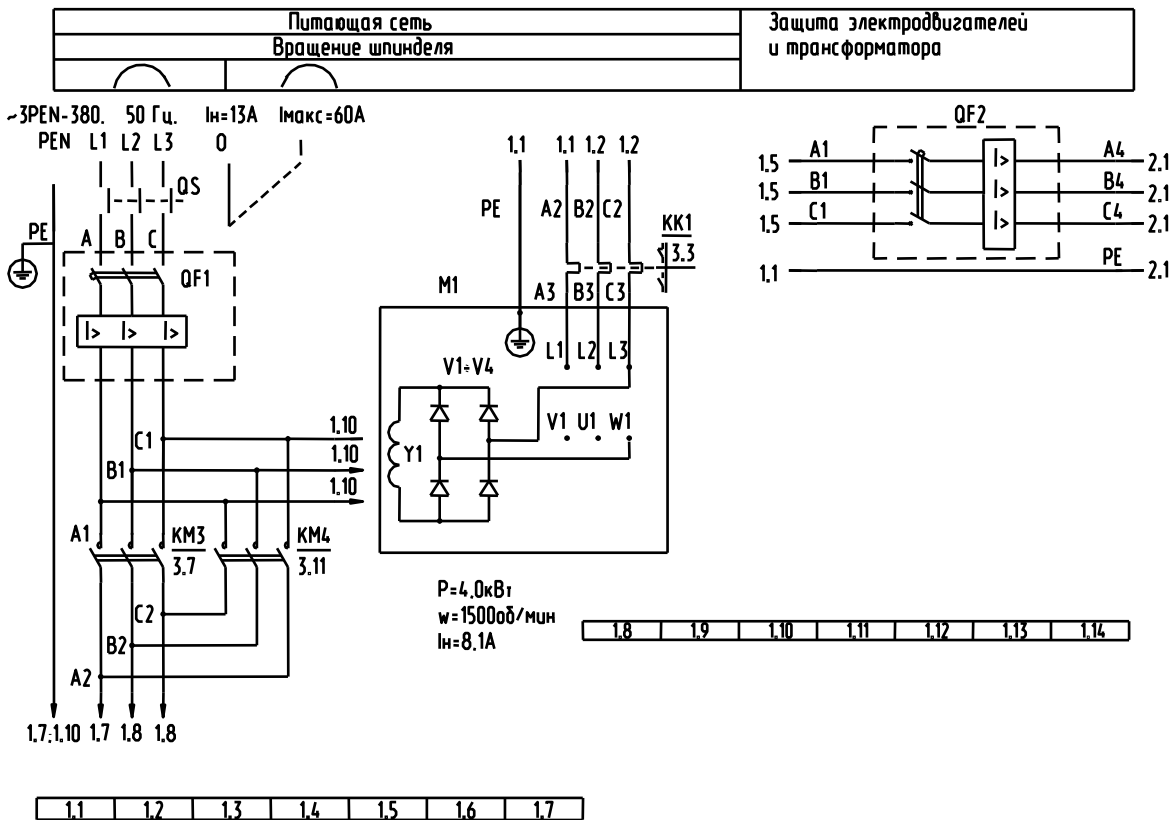 Питающая сеть
Вращение шпинделя
Защита электродвигателей
и трансформатора
~3PEN-380. 50 Гц. Iн=13А Iмакс=60А
PEN L1 L2 L3 0 I
QS
PE A B C
QF1
I> I> I>
C1
B1
1.10
1.10
1.10
A1 KM3 KM4
3.7 3.11
C2
B2
A2
1.7÷1.10 1.7 1.8 1.8
1.1 1.1 1.2 1.2
PE A2 B2 C2
KK1
3.3
M1 A3 B3 C3
L1 L2 L3
V1÷V4
V1 U1 W1
Y1
P=4.0кВт
w=1500об/мин
Iн=8.1А
QF2
1.5 A1 I> A4 2.1
1.5 B1 I> B4 2.1
1.5 C1 I> C4 2.1
1.1 PE 2.1
1.8 1.9 1.10 1.11 1.12 1.13 1.14
1.1 1.2 1.3 1.4 1.5 1.6 1.7